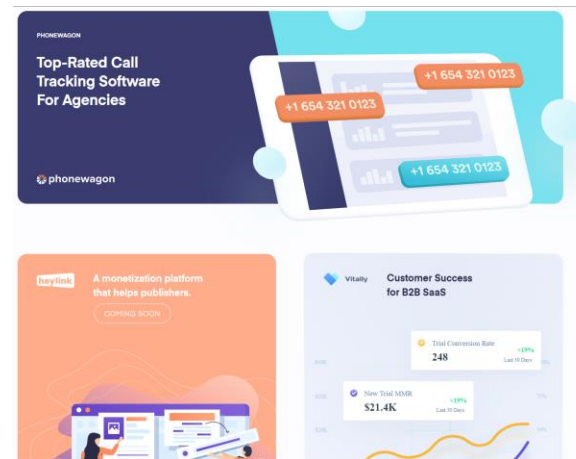 PHONEWAGON
Top-Rated Call
Tracking Software
For Agencies
+1 654 321 0123
+1 654 321 0123
+1 654 321 0123
phonewagon
heylink
A monetization platform
that helps publishers.
COMING SOON
Vitally
Customer Success
for B2B SaaS
Trial Conversion Rate
248
+19%
Last 30 Days
New Trial MMR
$21.4K
+19%
Last 30 Days